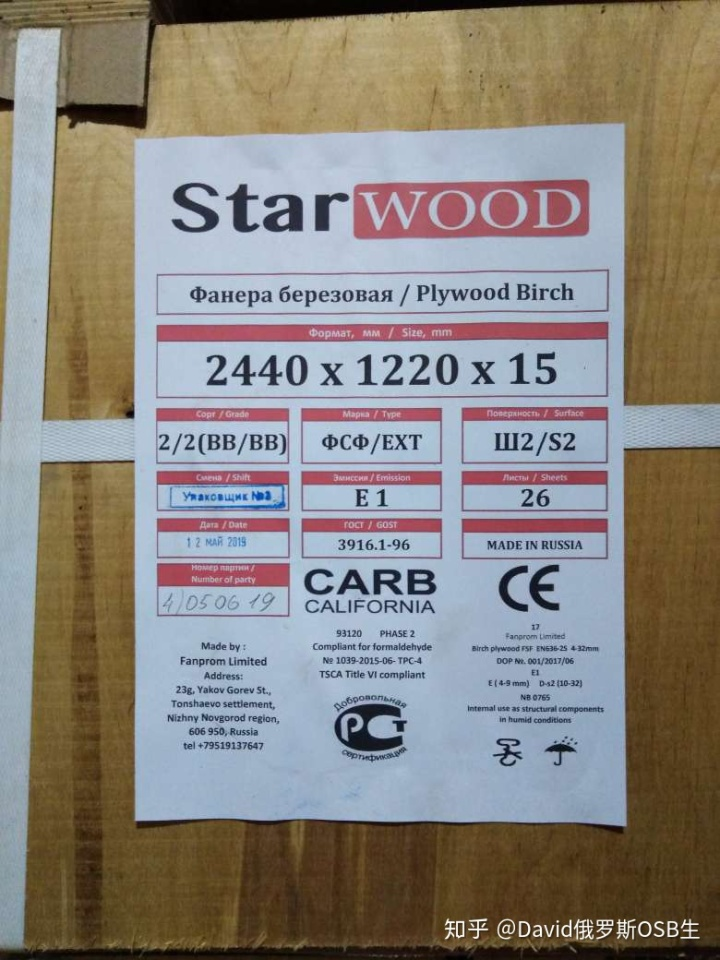 StarWOOD
Фанера березовая / Plywood Birch
Формат, мм / Size, mm
2440 x 1220 x 15
Сорт / Grade
2/2(BB/BB)
Марка / Type
ФСФ/EXT
Поверхность / Surface
Ш2/S2
Смена / Shift
Упаковщик №3
Эмиссия / Emission
E 1
Листы / Sheets
26
Дата / Date
12 МАЙ 2019
ГОСТ / GOST
3916.1-96
MADE IN RUSSIA
Номер партии /
Number of party
4/050619
CARB
CALIFORNIA
93120 PHASE 2
Compliant for formaldehyde
№ 1039-2015-06- TPC-4
TSCA Title VI compliant
Добровольная
РСТ
сертификация
CE
17
Fanprom Limited
Birch plywood FSF EN636-2S 4-32mm
DOP №. 001/2017/06
E1
E ( 4-9 mm) D-s2 (10-32)
NB 0765
Internal use as structural components
in humid conditions
Made by :
Fanprom Limited
Address:
23g, Yakov Gorev St.,
Tonshaevo settlement,
Nizhny Novgorod region,
606 950, Russia
tel +79519137647
知乎 @David俄罗斯OSB生